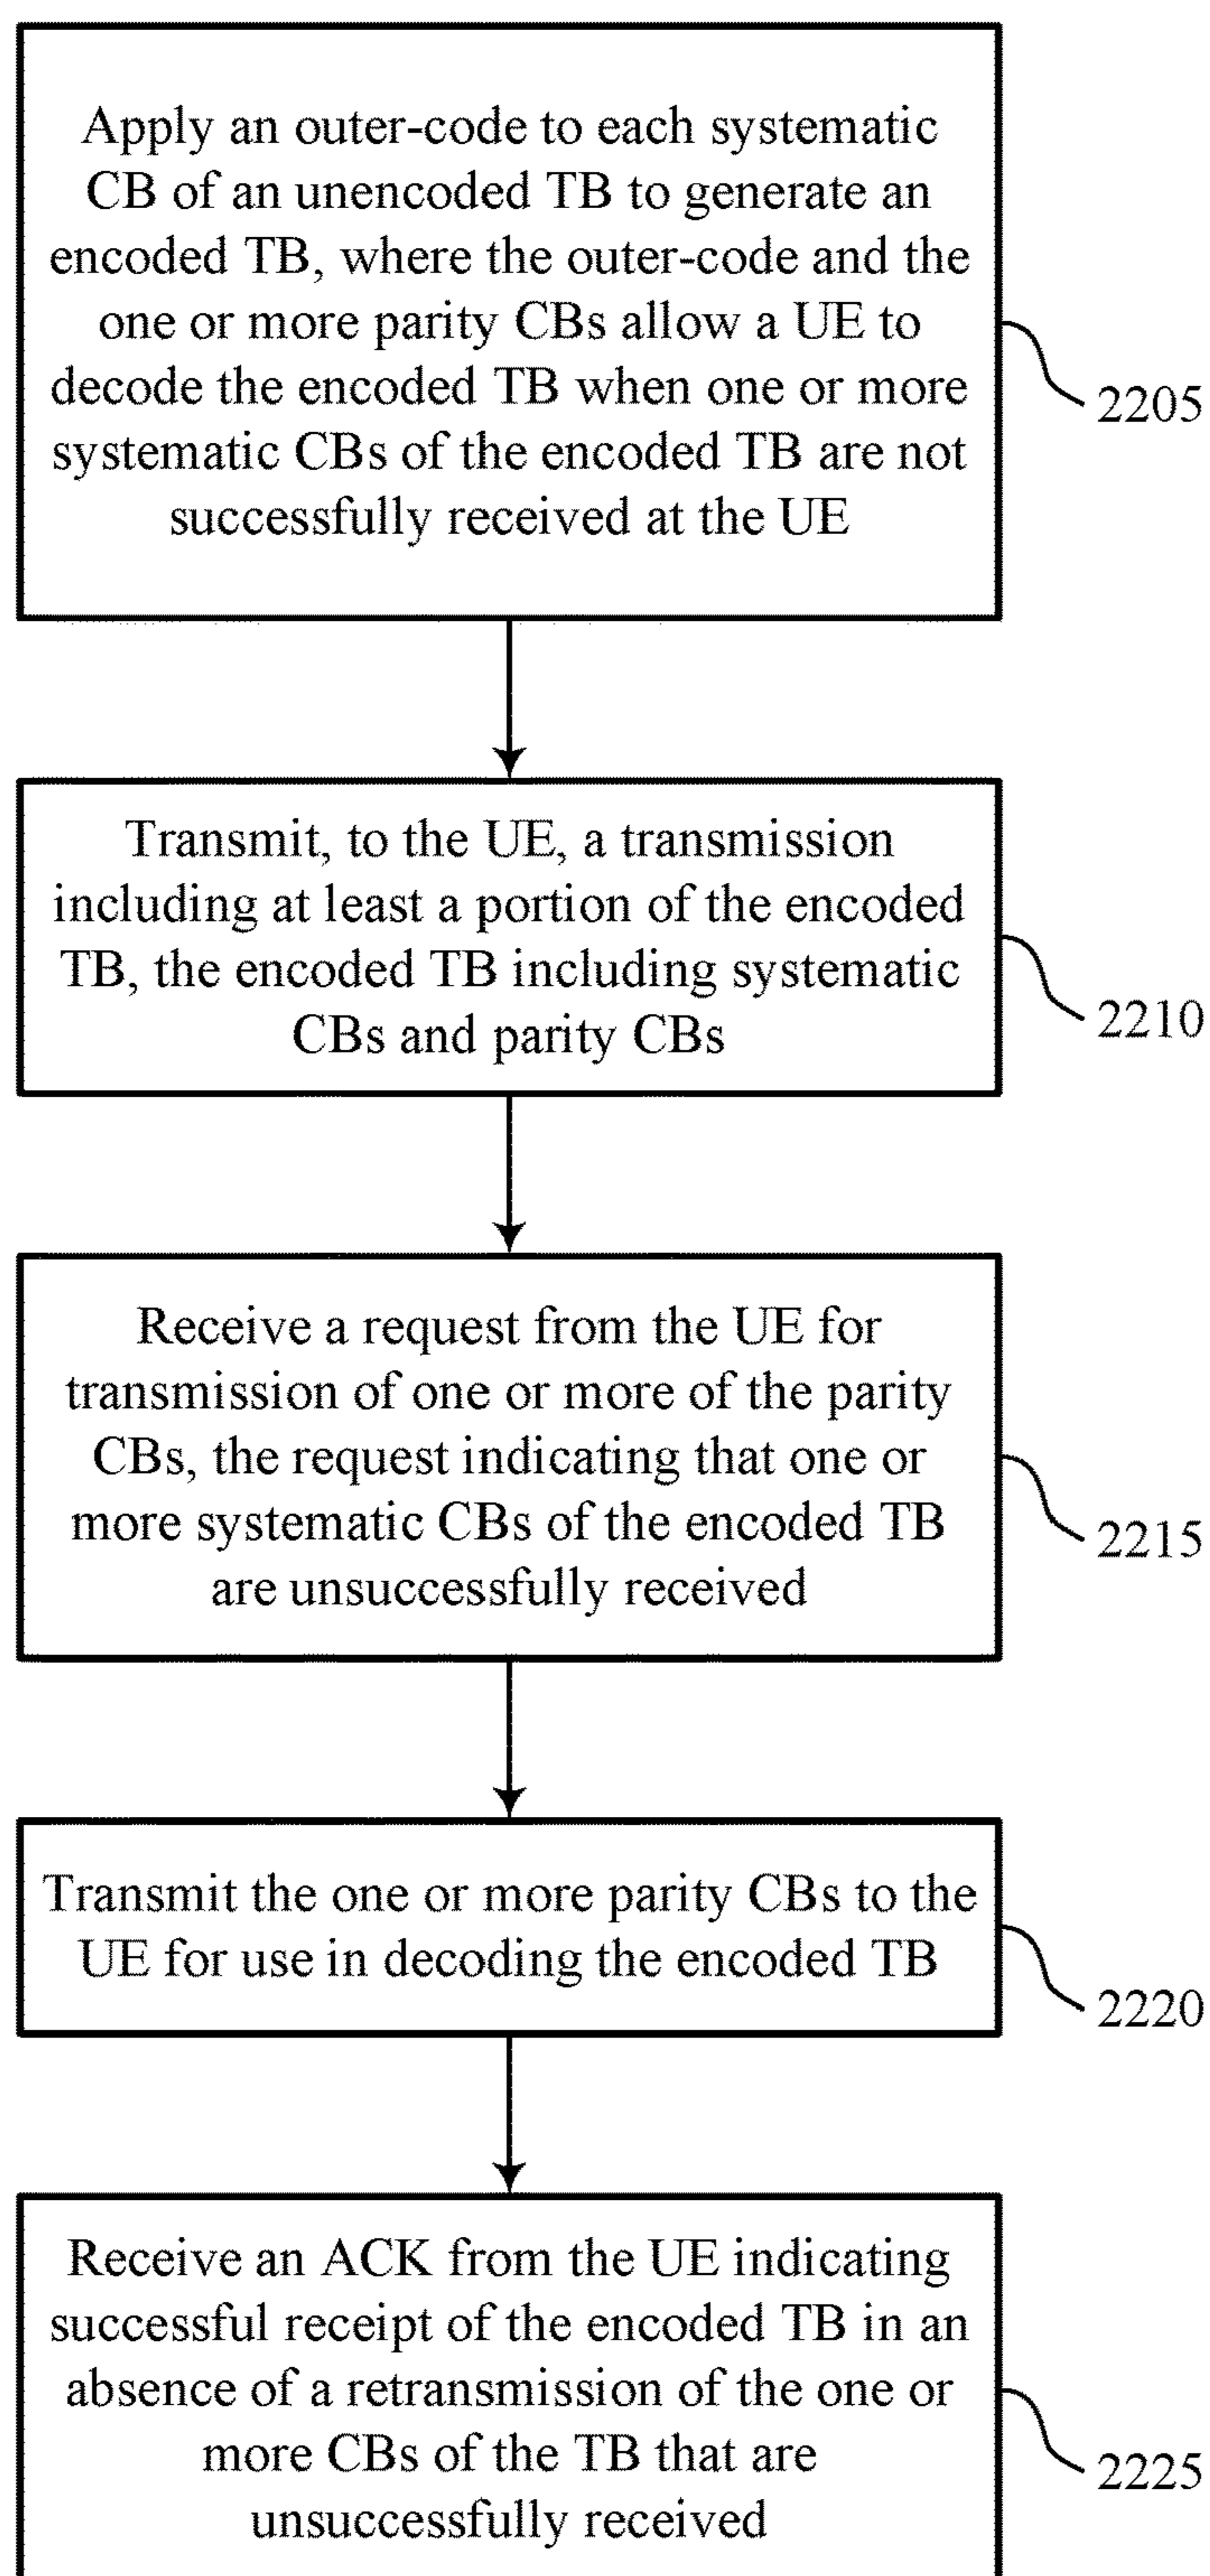 Apply an outer-code to each systematic
CB of an unencoded TB to generate an
encoded TB, where the outer-code and the
one or more parity CBs allow a UE to
decode the encoded TB when one or more
systematic CBs of the encoded TB are not
successfully received at the UE
2205
Transmit, to the UE, a transmission
including at least a portion of the encoded
TB, the encoded TB including systematic
CBs and parity CBs
2210
Receive a request from the UE for
transmission of one or more of the parity
CBs, the request indicating that one or
more systematic CBs of the encoded TB
are unsuccessfully received
2215
Transmit the one or more parity CBs to the
UE for use in decoding the encoded TB
2220
Receive an ACK from the UE indicating
successful receipt of the encoded TB in an
absence of a retransmission of the one or
more CBs of the TB that are
unsuccessfully received
2225